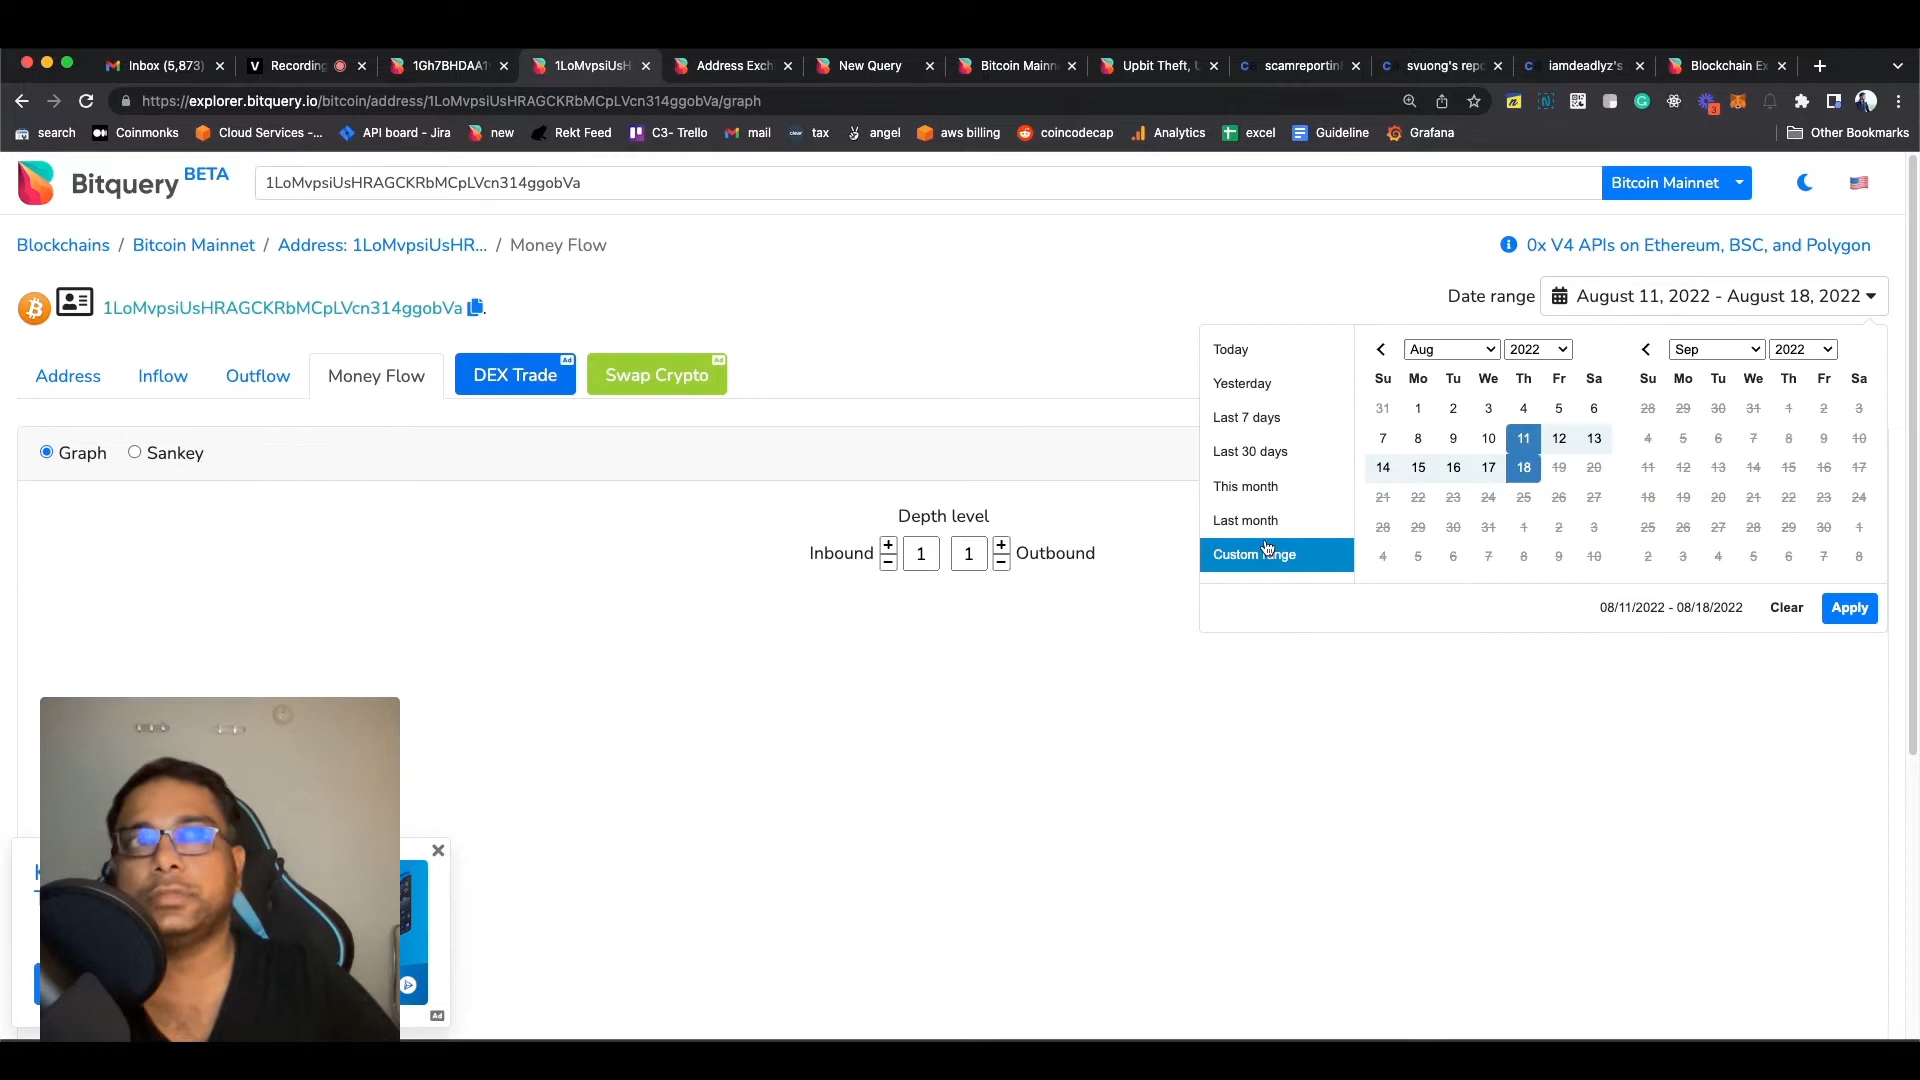 Inbox (5,873)
Recording
1Gh7BHDAA1
1LoMvpsiUsH
Address Exch
New Query
Bitcoin Mainn
Upbit Theft, U
scamreporting
svuong's repo
iamdeadlyz's
Blockchain Ex
https://explorer.bitquery.io/bitcoin/address/1LoMvpsiUsHRAGCKRbMCpLVcn314ggobVa/graph
search
Coinmonks
Cloud Services -...
API board - Jira
new
Rekt Feed
C3- Trello
mail
tax
angel
aws billing
coincodecap
Analytics
excel
Guideline
Grafana
Other Bookmarks
Bitquery BETA
1LoMvpsiUsHRAGCKRbMCpLVcn314ggobVa
Bitcoin Mainnet
Blockchains / Bitcoin Mainnet / Address: 1LoMvpsiUsHR... / Money Flow
0x V4 APIs on Ethereum, BSC, and Polygon
1LoMvpsiUsHRAGCKRbMCpLVcn314ggobVa .
Date range August 11, 2022 - August 18, 2022
Address
Inflow
Outflow
Money Flow
DEX Trade Ad
Swap Crypto Ad
Graph
Sankey
Depth level
Inbound + − 1 1 + − Outbound
Today
Yesterday
Last 7 days
Last 30 days
This month
Last month
Custom range
Aug 2022
Su Mo Tu We Th Fr Sa
31 1 2 3 4 5 6
7 8 9 10 11 12 13
14 15 16 17 18 19 20
21 22 23 24 25 26 27
28 29 30 31 1 2 3
4 5 6 7 8 9 10
Sep 2022
Su Mo Tu We Th Fr Sa
28 29 30 31 1 2 3
4 5 6 7 8 9 10
11 12 13 14 15 16 17
18 19 20 21 22 23 24
25 26 27 28 29 30 1
2 3 4 5 6 7 8
08/11/2022 - 08/18/2022
Clear
Apply
Ad